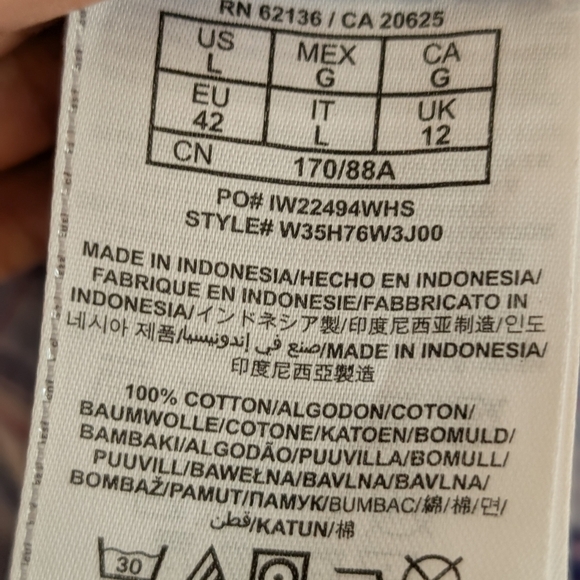 RN 62136 / CA 20625
US MEX CA
L G G
EU IT UK
42 L 12
CN 170/88A
PO# IW22494WHS
STYLE# W35H76W3J00
MADE IN INDONESIA/HECHO EN INDONESIA/
FABRIQUE EN INDONESIE/FABBRICATO IN
INDONESIA/インドネシア製/印度尼西亚制造/인도
네시아 제품/صنع في إندونيسيا/MADE IN INDONESIA/
印度尼西亞製造
100% COTTON/ALGODON/COTON/
BAUMWOLLE/COTONE/KATOEN/BOMULD/
BAMBAKI/ALGODÃO/PUUVILLA/BOMULL/
PUUVILL/BAWEŁNA/BAVLNA/BAVLNA/
BOMBAŽ/PAMUT/ПАМУК/BUMBAC/綿/棉/면/
قطن/KATUN/棉
30